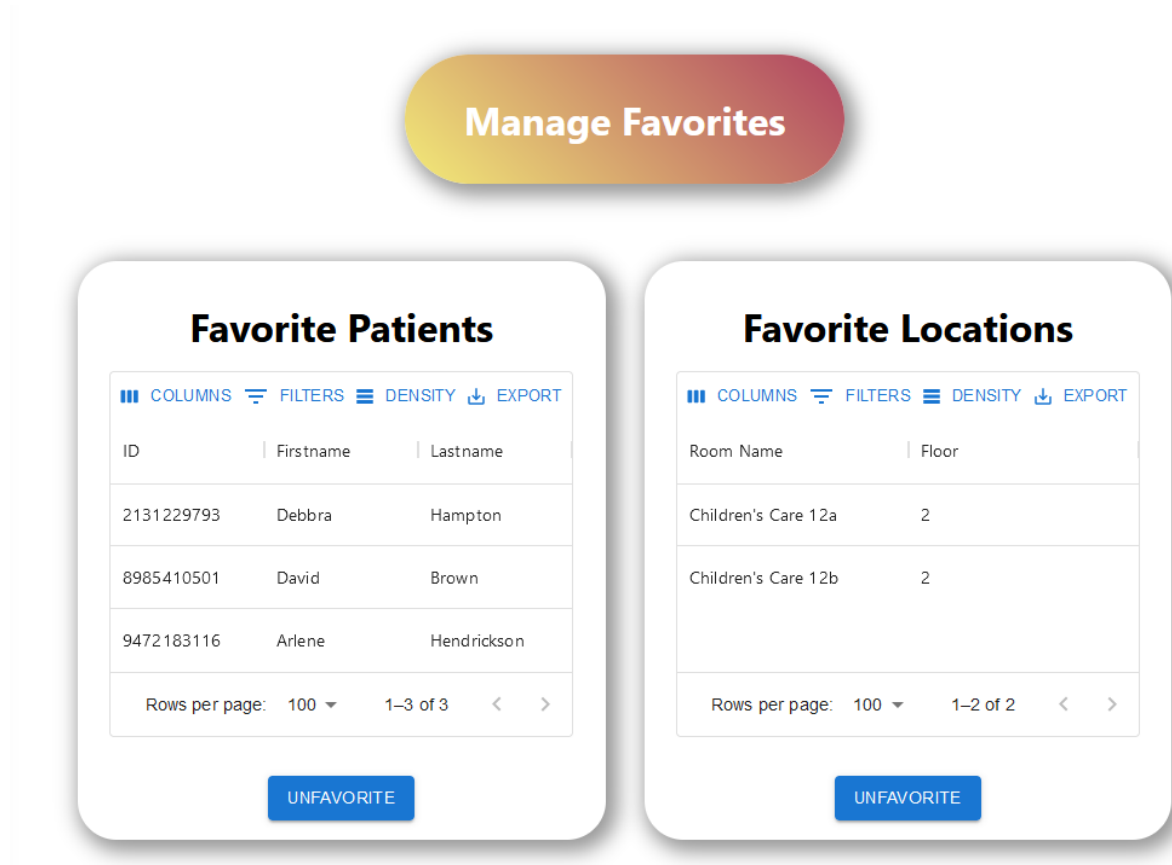 Manage Favorites
Favorite Patients
COLUMNS FILTERS DENSITY EXPORT
ID Firstname Lastname
2131229793 Debbra Hampton
8985410501 David Brown
9472183116 Arlene Hendrickson
Rows per page: 100 1–3 of 3
UNFAVORITE
Favorite Locations
COLUMNS FILTERS DENSITY EXPORT
Room Name Floor
Children's Care 12a 2
Children's Care 12b 2
Rows per page: 100 1–2 of 2
UNFAVORITE